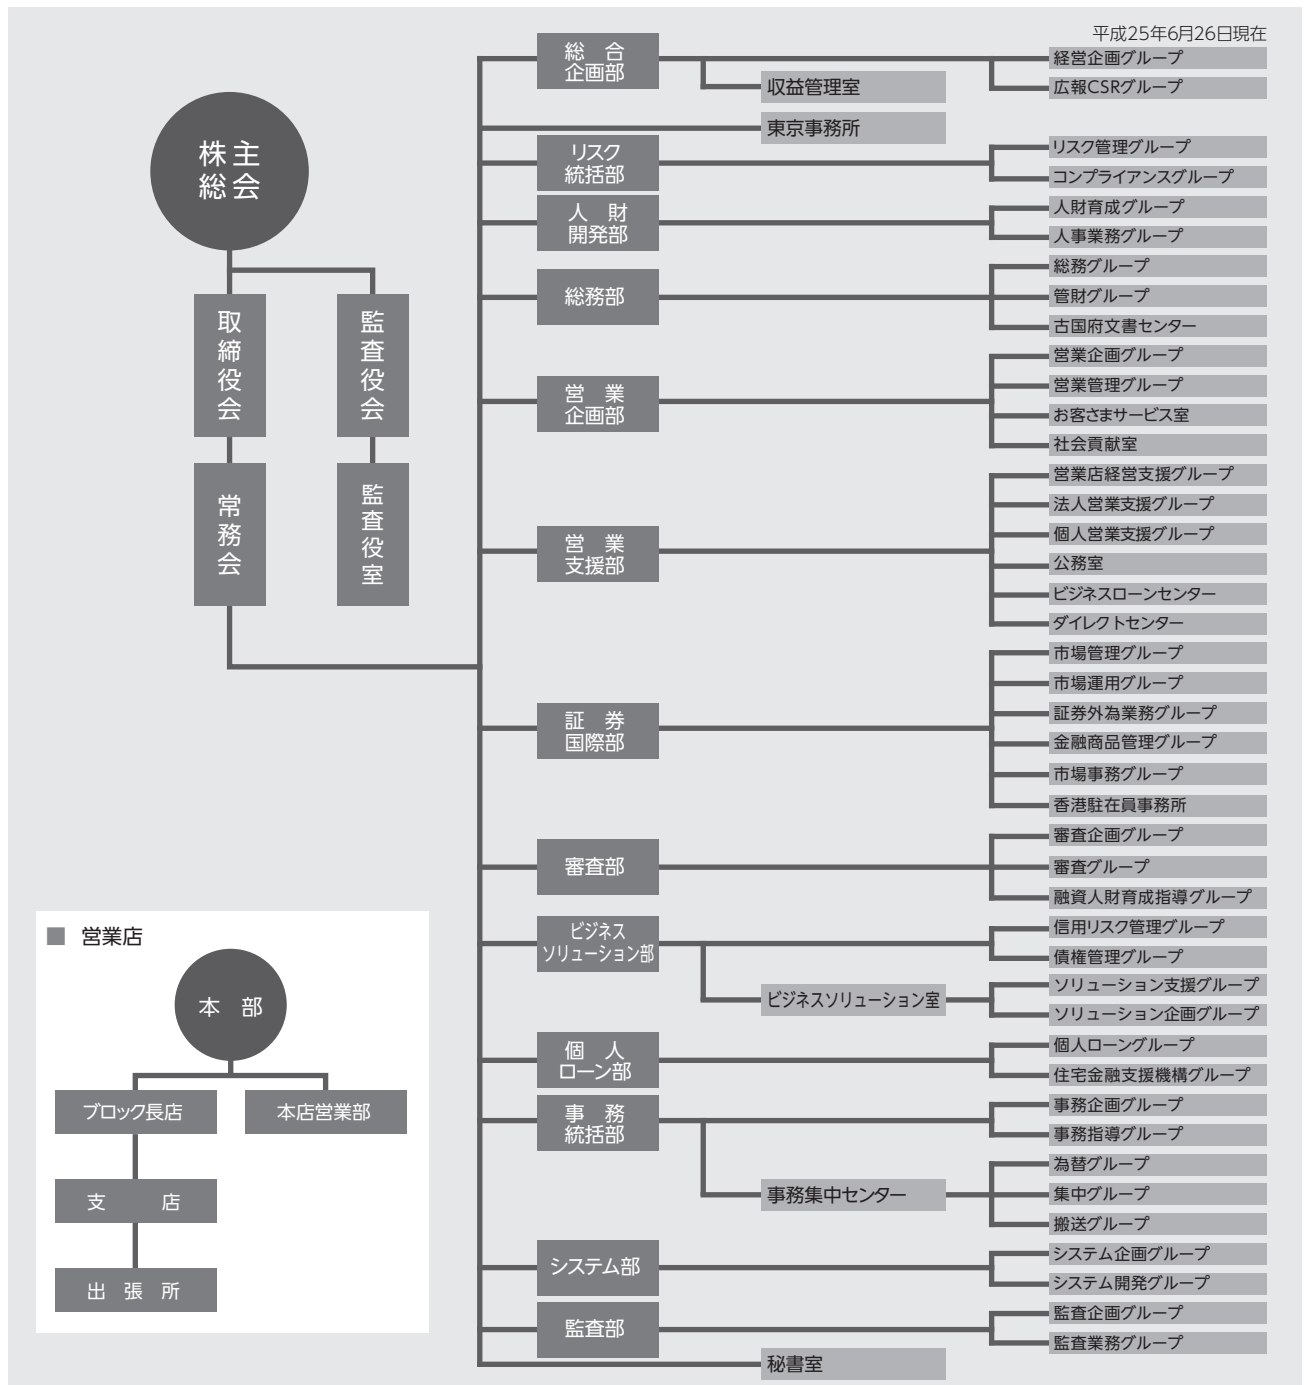 平成25年6月26日現在
株主
総会
取締役会
監査役会
常務会
監査役室
総　合
企画部
経営企画グループ
広報CSRグループ
収益管理室
東京事務所
リスク
統括部
リスク管理グループ
コンプライアンスグループ
人　財
開発部
人財育成グループ
人事業務グループ
総務部
総務グループ
管財グループ
古国府文書センター
営　業
企画部
営業企画グループ
営業管理グループ
お客さまサービス室
社会貢献室
営　業
支援部
営業店経営支援グループ
法人営業支援グループ
個人営業支援グループ
公務室
ビジネスローンセンター
ダイレクトセンター
証　券
国際部
市場管理グループ
市場運用グループ
証券外為業務グループ
金融商品管理グループ
市場事務グループ
香港駐在員事務所
審査部
審査企画グループ
審査グループ
融資人財育成指導グループ
ビジネス
ソリューション部
信用リスク管理グループ
債権管理グループ
ビジネスソリューション室
ソリューション支援グループ
ソリューション企画グループ
個　人
ローン部
個人ローングループ
住宅金融支援機構グループ
事　務
統括部
事務企画グループ
事務指導グループ
事務集中センター
為替グループ
集中グループ
搬送グループ
システム部
システム企画グループ
システム開発グループ
監査部
監査企画グループ
監査業務グループ
秘書室
■ 営業店
本　部
ブロック長店
本店営業部
支　　店
出　張　所